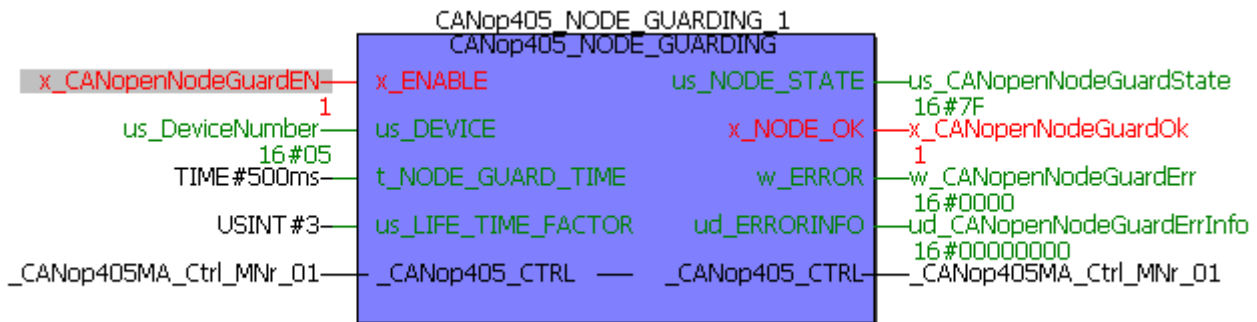 CANop405_NODE_GUARDING_1
CANop405_NODE_GUARDING
x_CANopenNodeGuardEN x_ENABLE us_NODE_STATE us_CANopenNodeGuardState
1 16#7F
us_DeviceNumber us_DEVICE x_NODE_OK x_CANopenNodeGuardOk
16#05 1
TIME#500ms t_NODE_GUARD_TIME w_ERROR w_CANopenNodeGuardErr
16#0000
USINT#3 us_LIFE_TIME_FACTOR ud_ERRORINFO ud_CANopenNodeGuardErrInfo
16#00000000
_CANop405MA_Ctrl_MNr_01 _CANop405_CTRL _CANop405_CTRL _CANop405MA_Ctrl_MNr_01